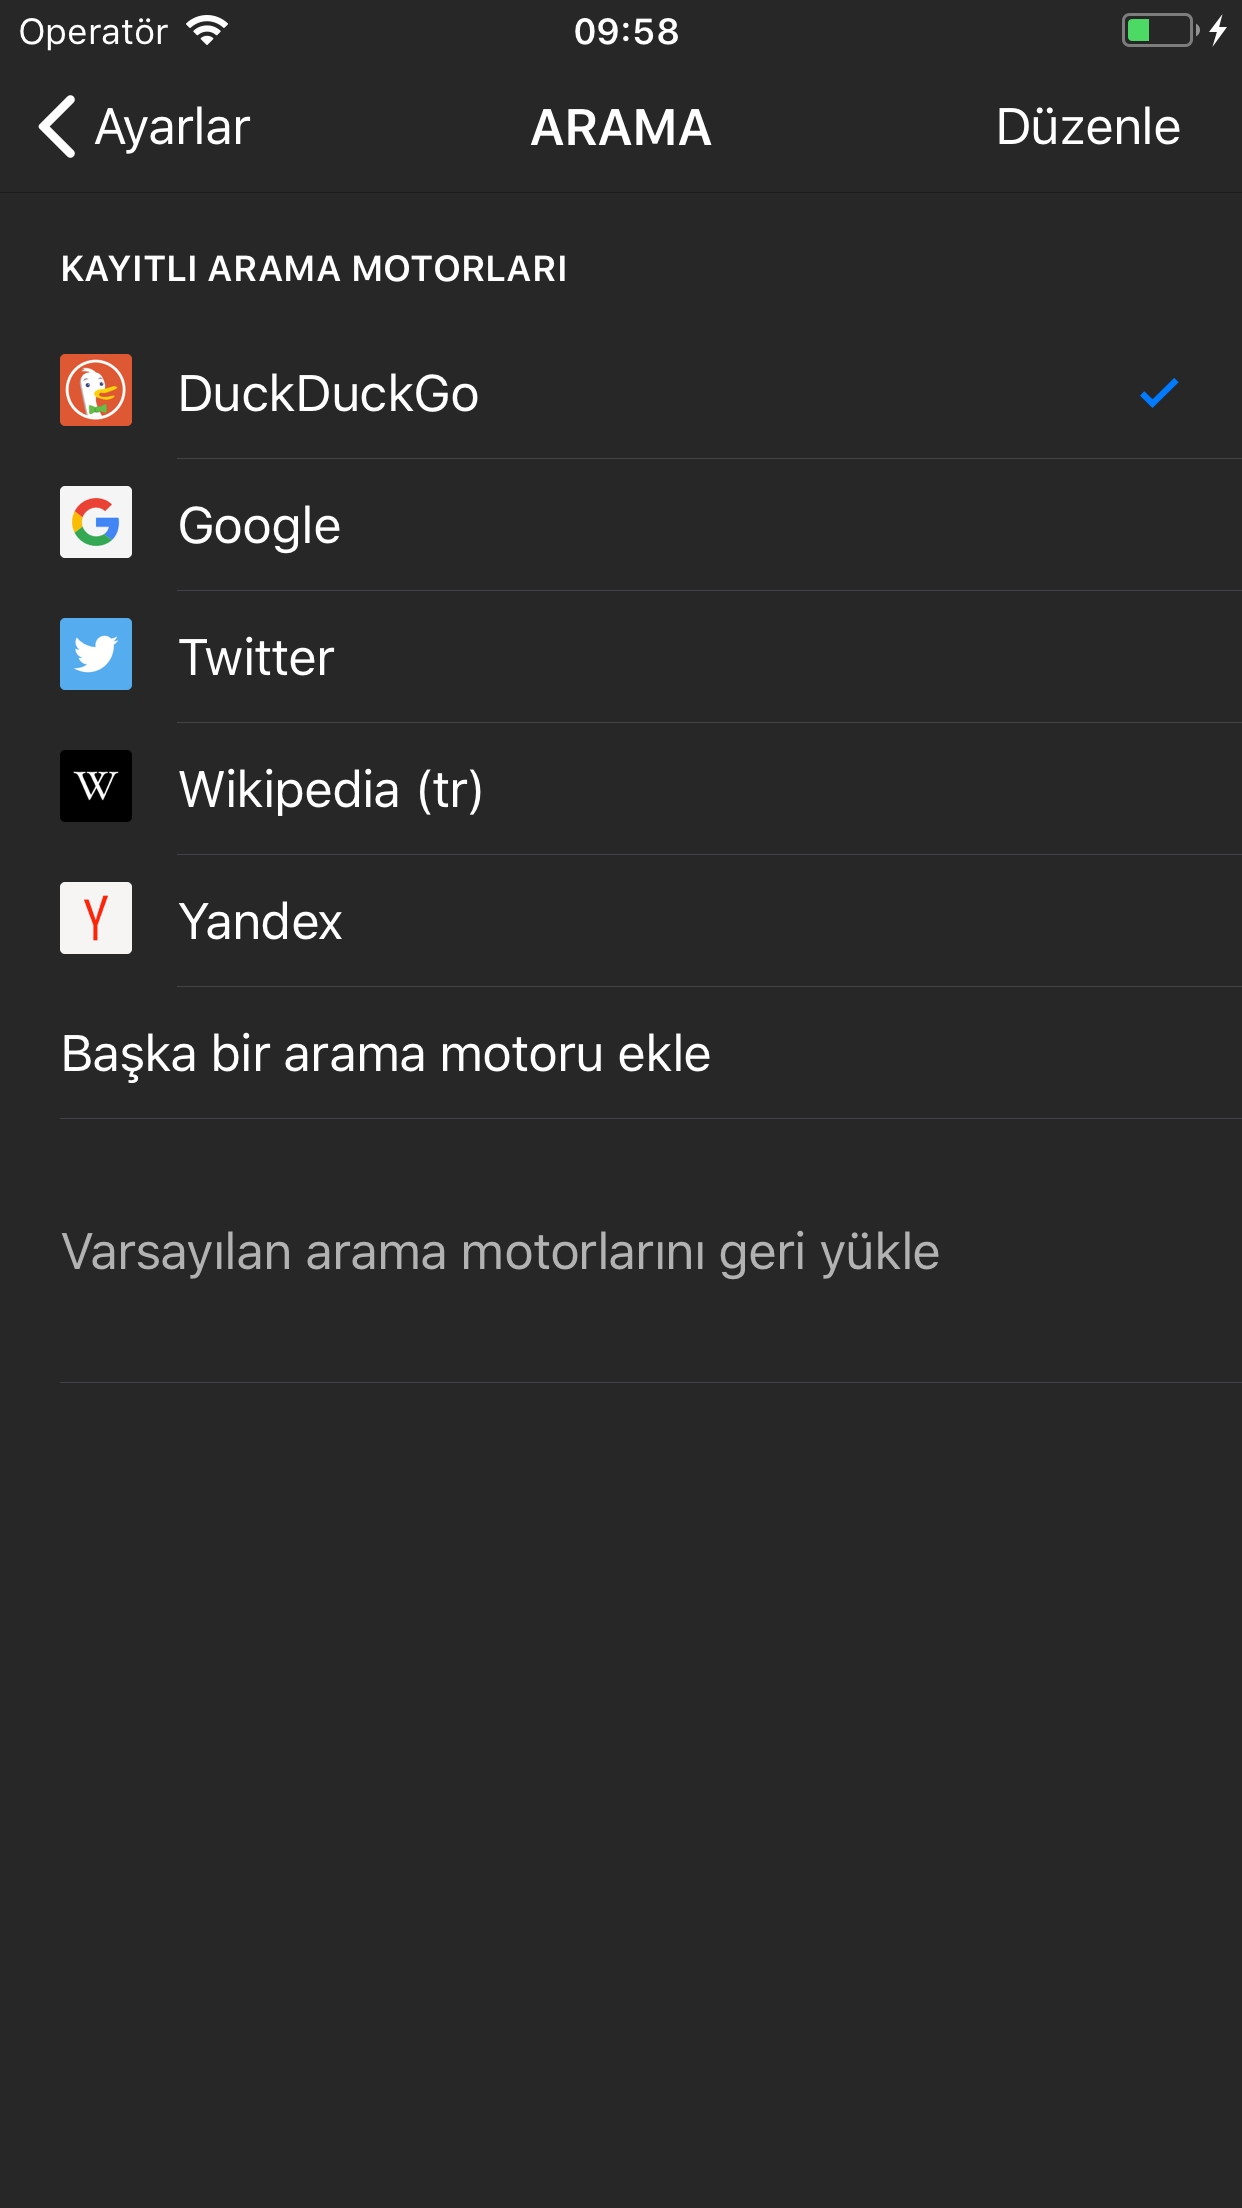 Operatör 09:58
Ayarlar ARAMA Düzenle
KAYITLI ARAMA MOTORLARI
DuckDuckGo
Google
Twitter
Wikipedia (tr)
Yandex
Başka bir arama motoru ekle
Varsayılan arama motorlarını geri yükle